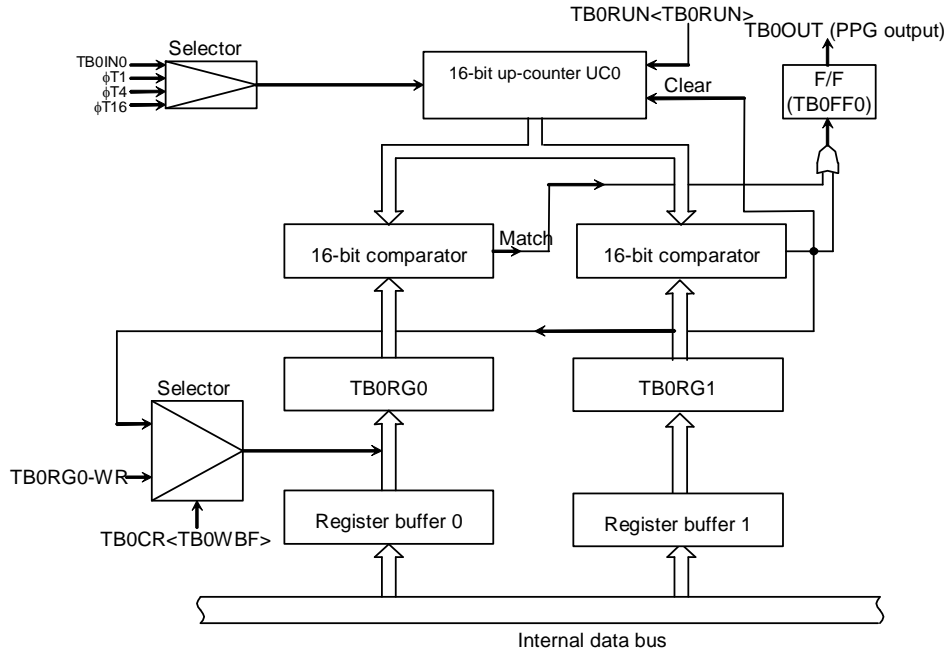 TB0RUN<TB0RUN>
TB0OUT (PPG output)
Selector
TB0IN0
ϕT1
ϕT4
ϕT16
16-bit up-counter UC0
Clear
F/F
(TB0FF0)
16-bit comparator
Match
16-bit comparator
TB0RG0
TB0RG1
Selector
TB0RG0-WR
TB0CR<TB0WBF>
Register buffer 0
Register buffer 1
Internal data bus